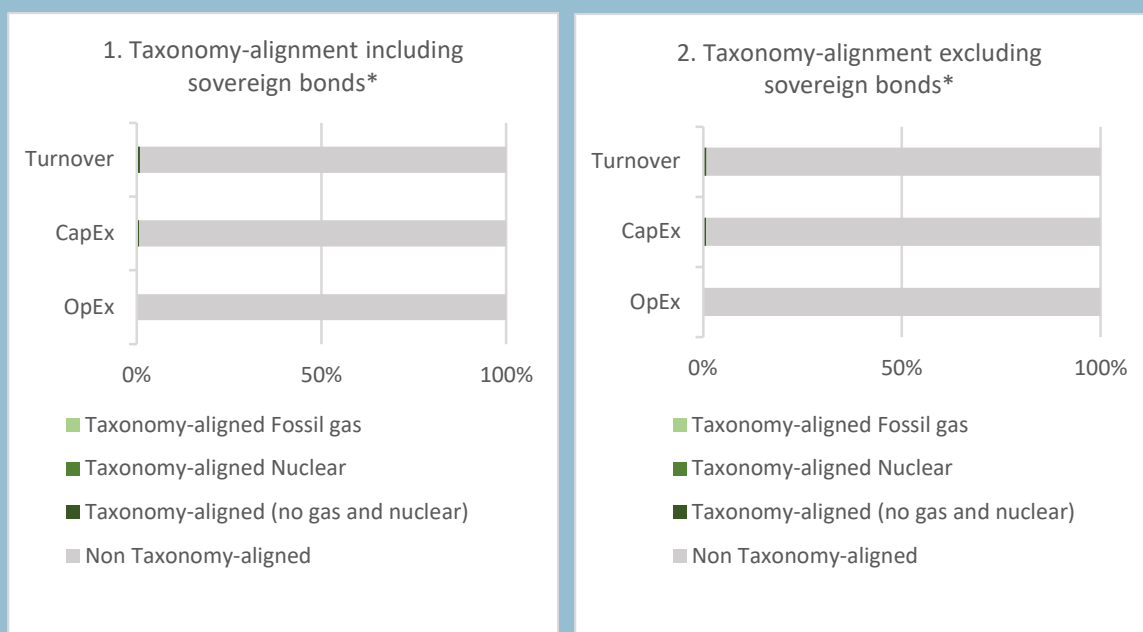 1. Taxonomy-alignment including
sovereign bonds*
Turnover
CapEx
OpEx
0%
50%
100%
Taxonomy-aligned Fossil gas
Taxonomy-aligned Nuclear
Taxonomy-aligned (no gas and nuclear)
Non Taxonomy-aligned
2. Taxonomy-alignment excluding
sovereign bonds*
Turnover
CapEx
OpEx
0%
50%
100%
Taxonomy-aligned Fossil gas
Taxonomy-aligned Nuclear
Taxonomy-aligned (no gas and nuclear)
Non Taxonomy-aligned